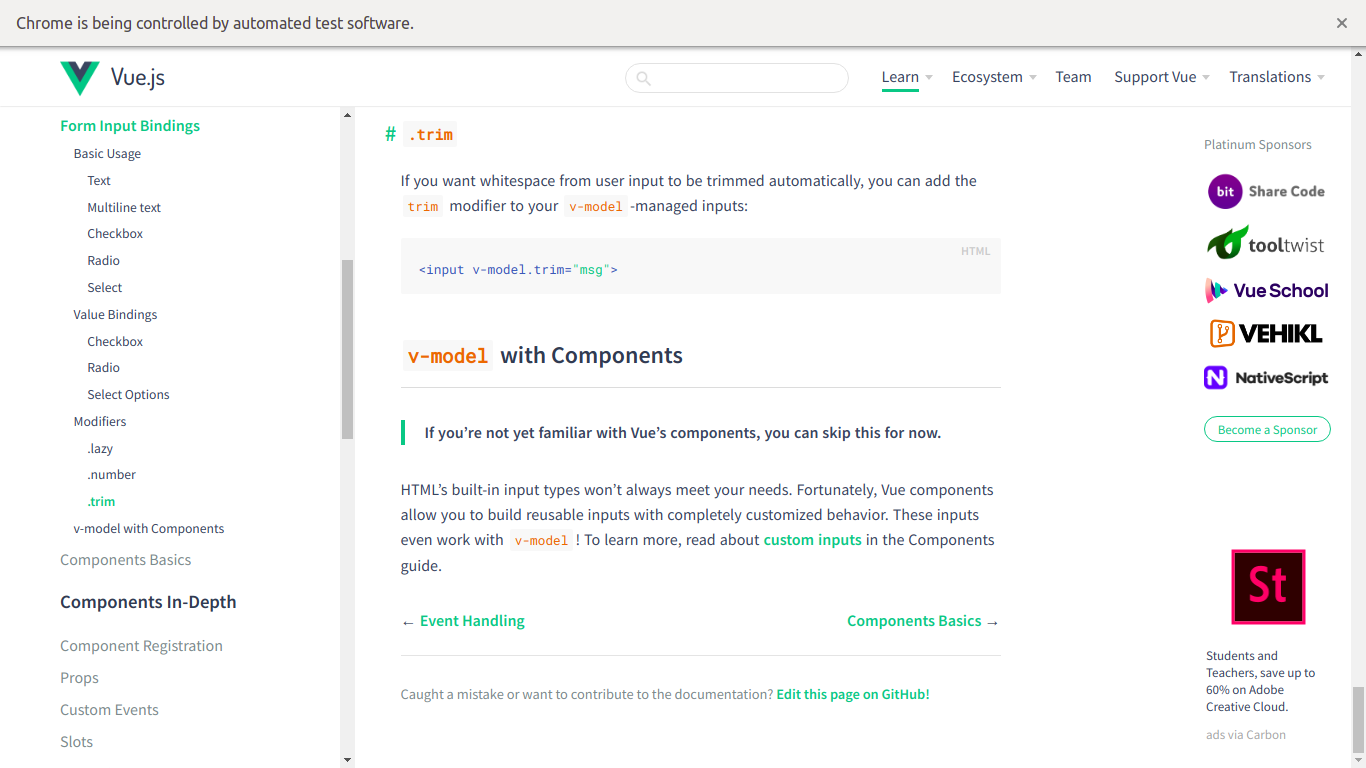 Chrome is being controlled by automated test software.
Vue.js
Learn
Ecosystem
Team
Support Vue
Translations
Form Input Bindings
Basic Usage
Text
Multiline text
Checkbox
Radio
Select
Value Bindings
Checkbox
Radio
Select Options
Modifiers
.lazy
.number
.trim
v-model with Components
Components Basics
Components In-Depth
Component Registration
Props
Custom Events
Slots
# .trim
If you want whitespace from user input to be trimmed automatically, you can add the
trim modifier to your v-model -managed inputs:
HTML
<input v-model.trim="msg">
v-model with Components
If you’re not yet familiar with Vue’s components, you can skip this for now.
HTML’s built-in input types won’t always meet your needs. Fortunately, Vue components
allow you to build reusable inputs with completely customized behavior. These inputs
even work with v-model ! To learn more, read about custom inputs in the Components
guide.
← Event Handling
Components Basics →
Caught a mistake or want to contribute to the documentation? Edit this page on GitHub!
Platinum Sponsors
bit Share Code
tooltwist
Vue School
VEHIKL
N NativeScript
Become a Sponsor
St
Students and
Teachers, save up to
60% on Adobe
Creative Cloud.
ads via Carbon